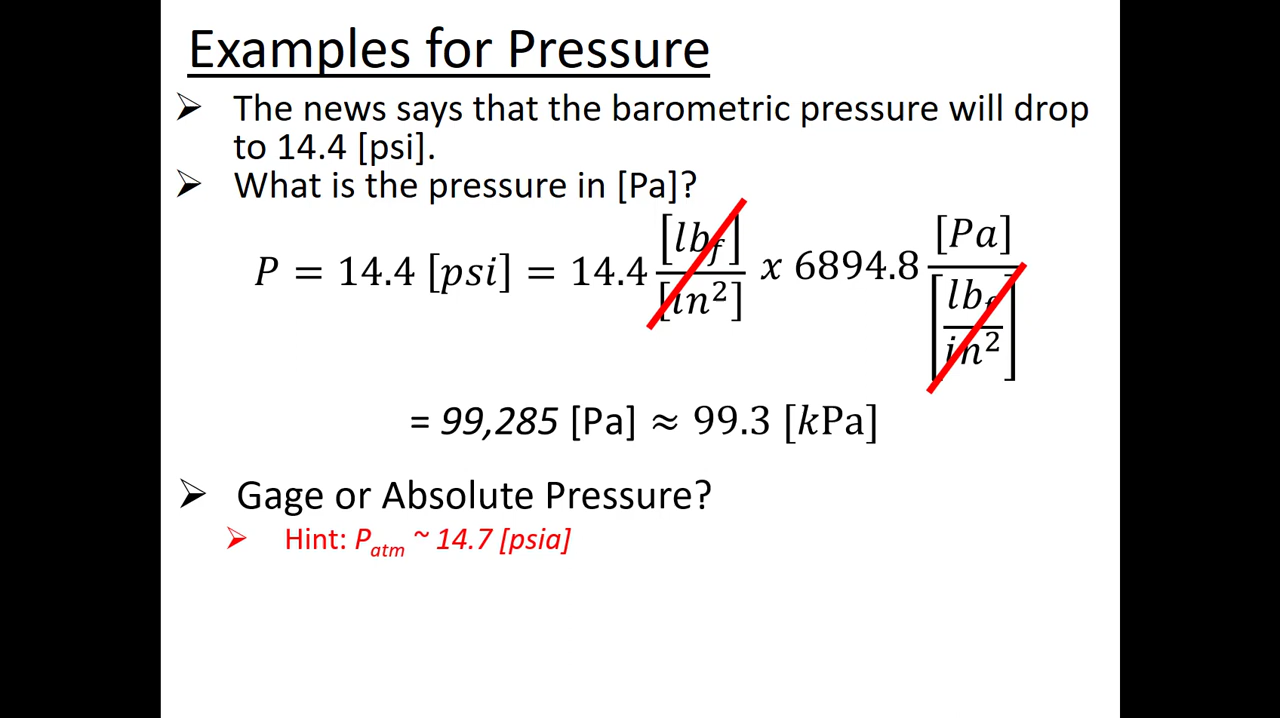 Examples for Pressure
➢ The news says that the barometric pressure will drop
to 14.4 [psi].
➢ What is the pressure in [Pa]?
P = 14.4 [psi] = 14.4 [lb_f]/[in²] x 6894.8 [Pa]/[lb_f/in²]
= 99,285 [Pa] ≈ 99.3 [kPa]
➢ Gage or Absolute Pressure?
➢ Hint: P_atm ~ 14.7 [psia]